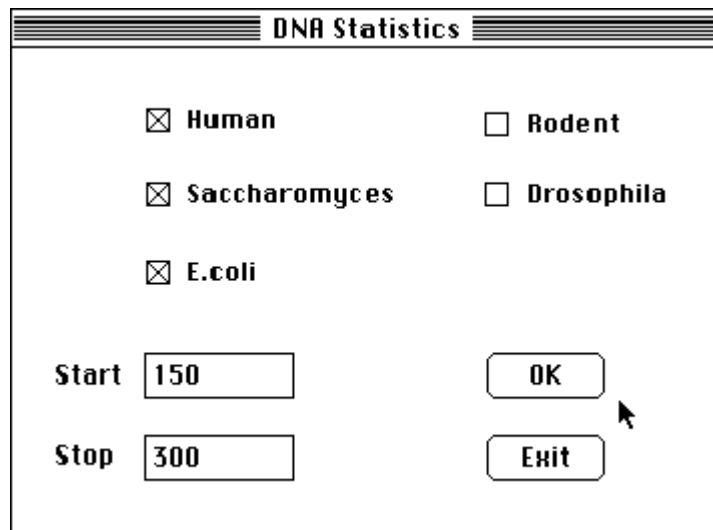 DNA Statistics
Human
Rodent
Saccharomyces
Drosophila
E.coli
Start 150
OK
Stop 300
Exit